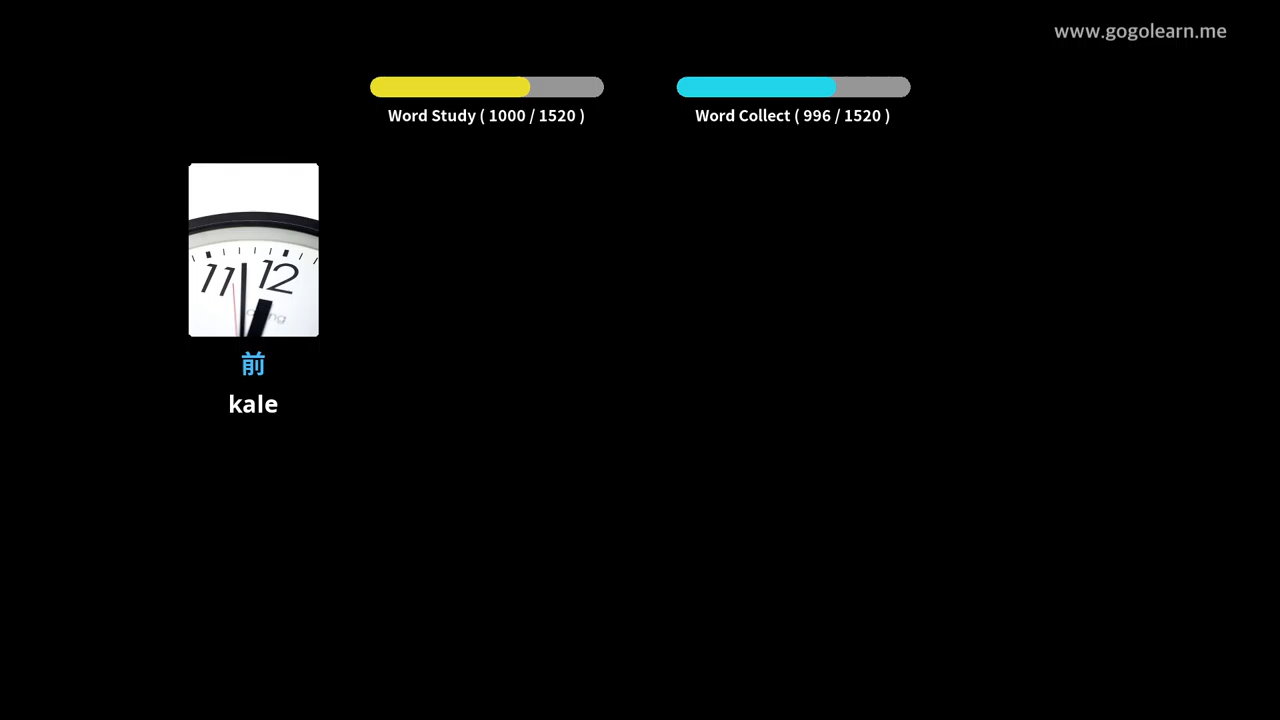 www.gogolearn.me
Word Study ( 1000 / 1520 )
Word Collect ( 996 / 1520 )
11 12
前
kale